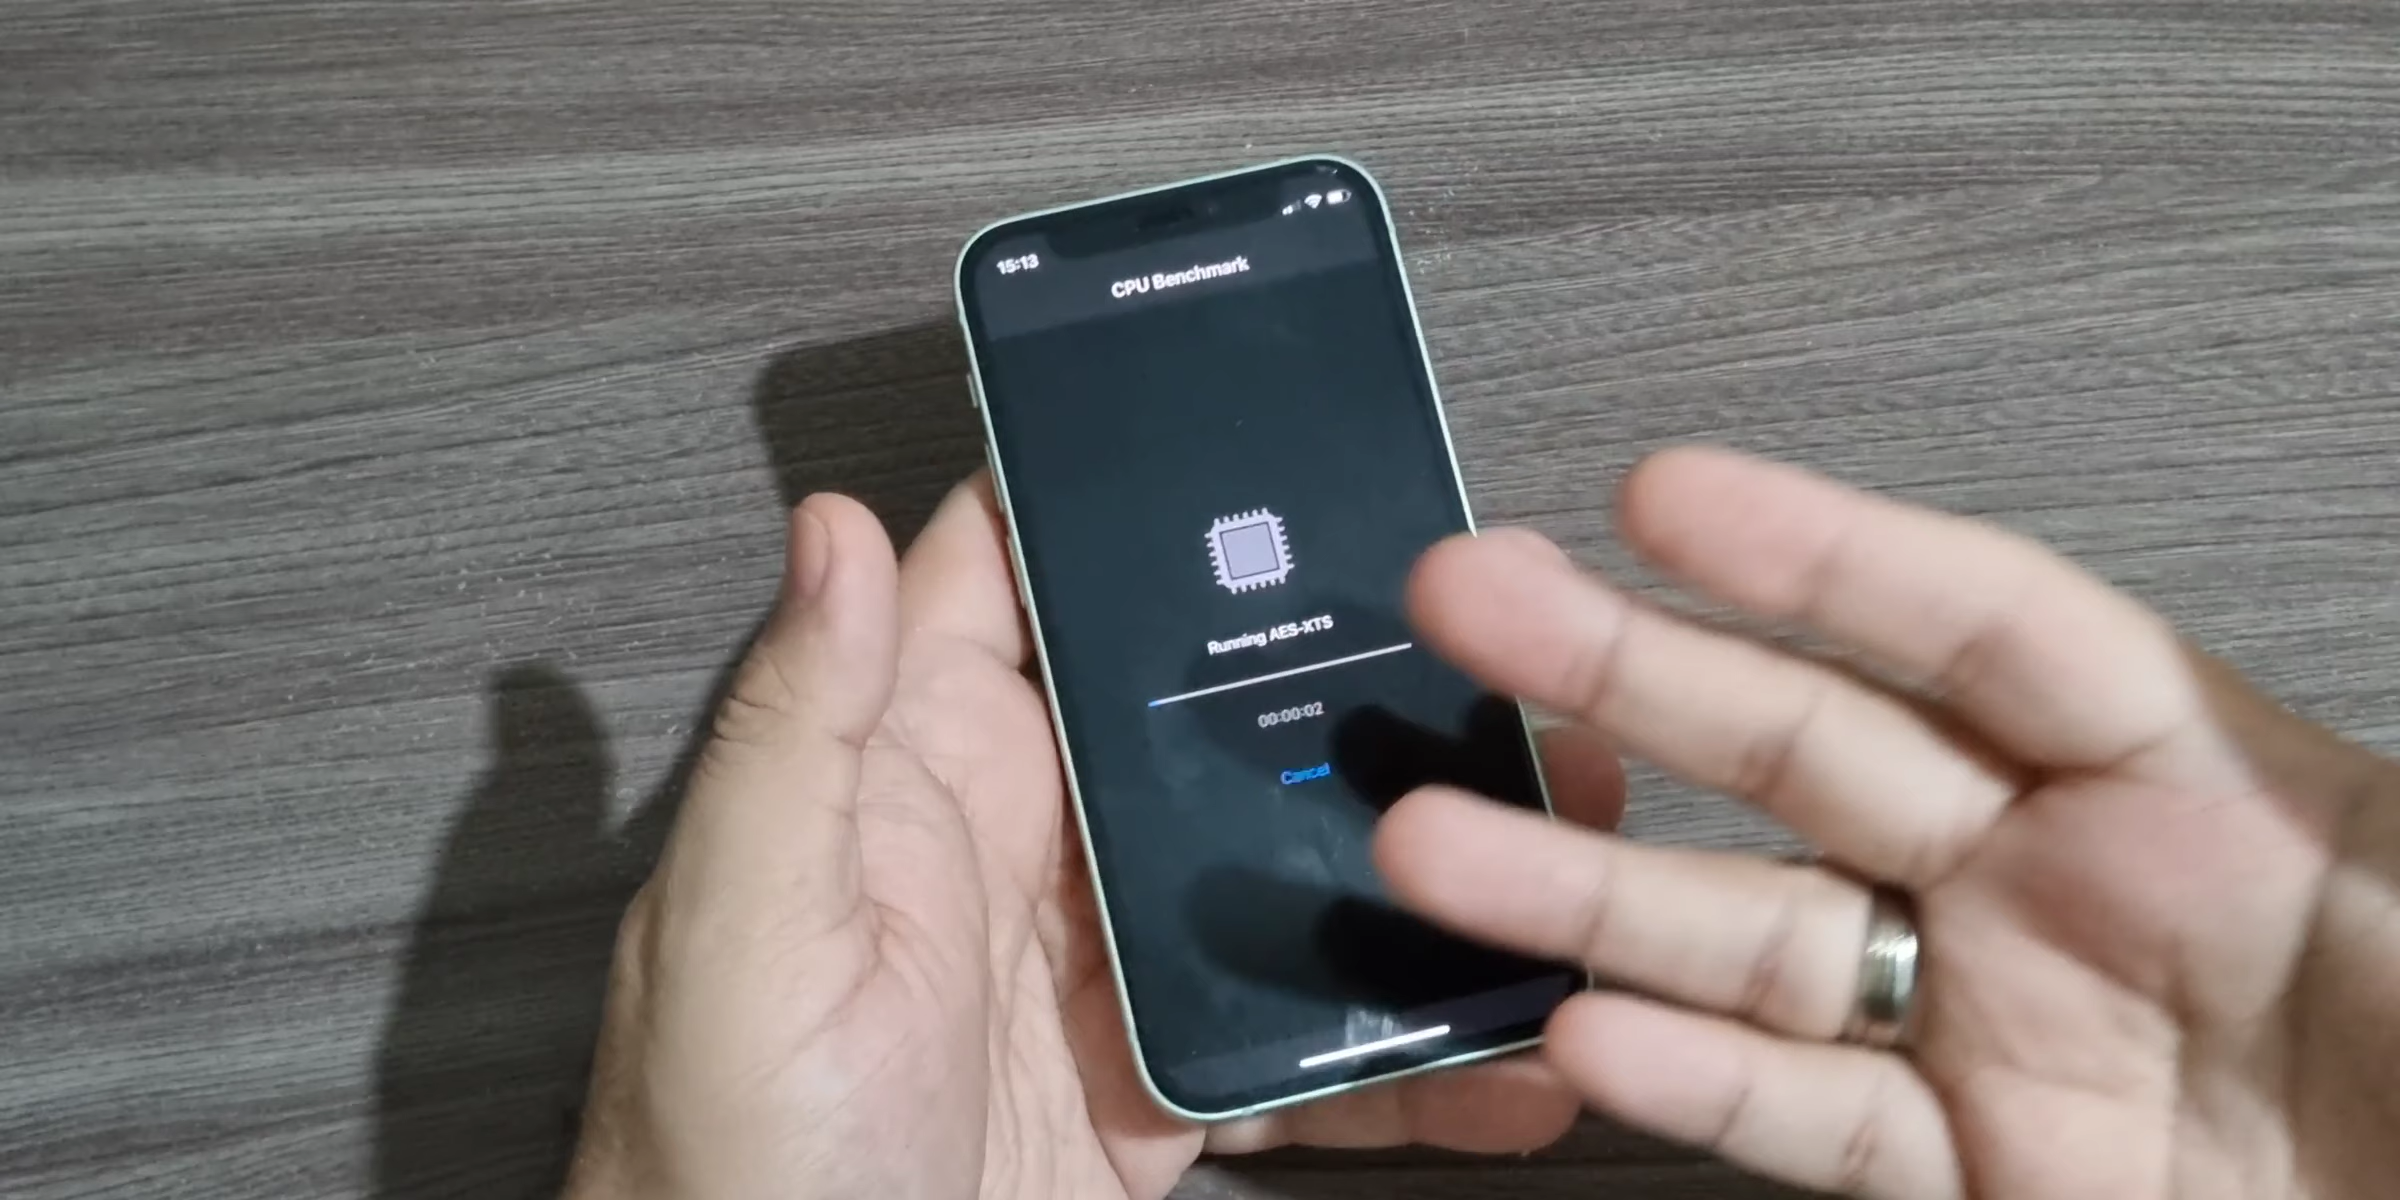 15:13
CPU Benchmark
Running AES-XTS
00:00:02
Cancel